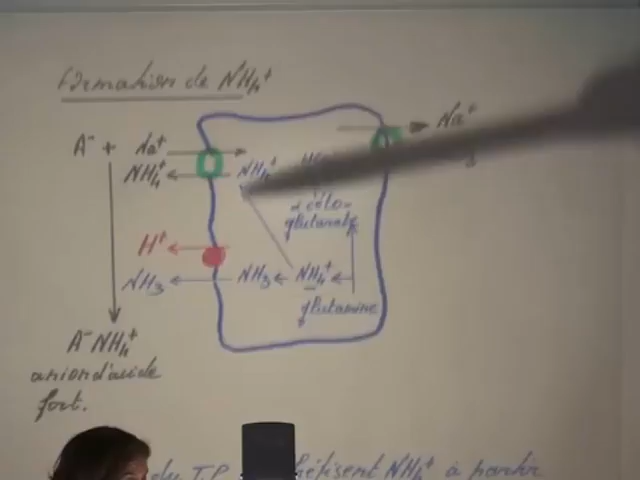 Formation de NH₄⁺
A⁻ + Na⁺
Na⁺
NH₄⁺
NH₄⁺
α céto-
glutarate
H⁺
NH₃
NH₃
NH₄⁺
glutamine
A⁻NH₄⁺
anion d'acide
fort.
du TP
NH₄⁺ à partir